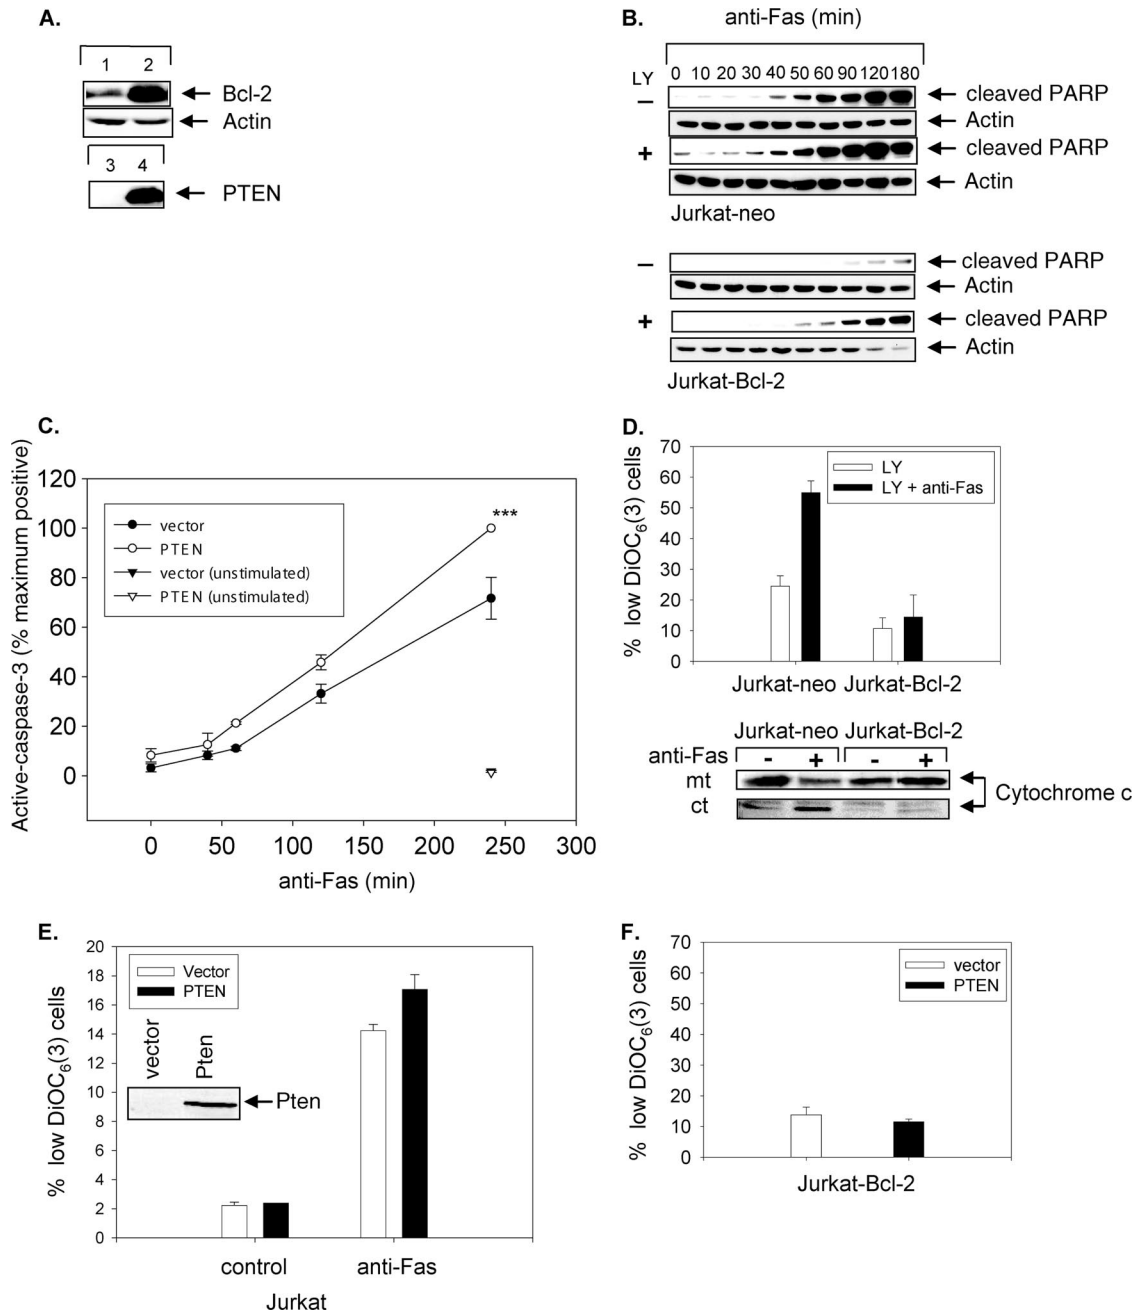 A.
1 2
Bcl-2
Actin
3 4
PTEN
B.
anti-Fas (min)
LY 0 10 20 30 40 50 60 90 120 180
– cleaved PARP
Actin
+ cleaved PARP
Actin
Jurkat-neo
– cleaved PARP
Actin
+ cleaved PARP
Actin
Jurkat-Bcl-2
C.
Active-caspase-3 (% maximum positive)
120
100
80
60
40
20
0
vector
PTEN
vector (unstimulated)
PTEN (unstimulated)
***
0 50 100 150 200 250 300
anti-Fas (min)
D.
% low DiOC6(3) cells
70
60
50
40
30
20
10
0
LY
LY + anti-Fas
Jurkat-neo Jurkat-Bcl-2
Jurkat-neo Jurkat-Bcl-2
anti-Fas - + - +
mt
ct
Cytochrome c
E.
% low DiOC6(3) cells
20
18
16
14
12
10
8
6
4
2
0
Vector
PTEN
vector
Pten
Pten
control anti-Fas
Jurkat
F.
% low DiOC6(3) cells
70
60
50
40
30
20
10
0
vector
PTEN
Jurkat-Bcl-2